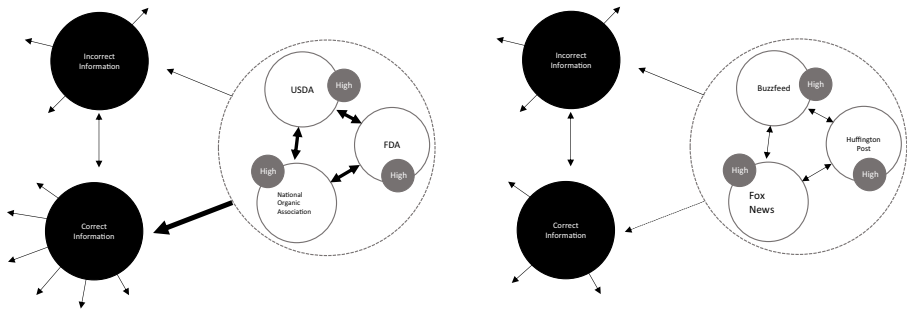 Incorrect
Information
USDA
High
FDA
High
High
National
Organic
Association
Correct
Information
Incorrect
Information
Buzzfeed
High
Huffington
Post
High
High
Fox
News
Correct
Information